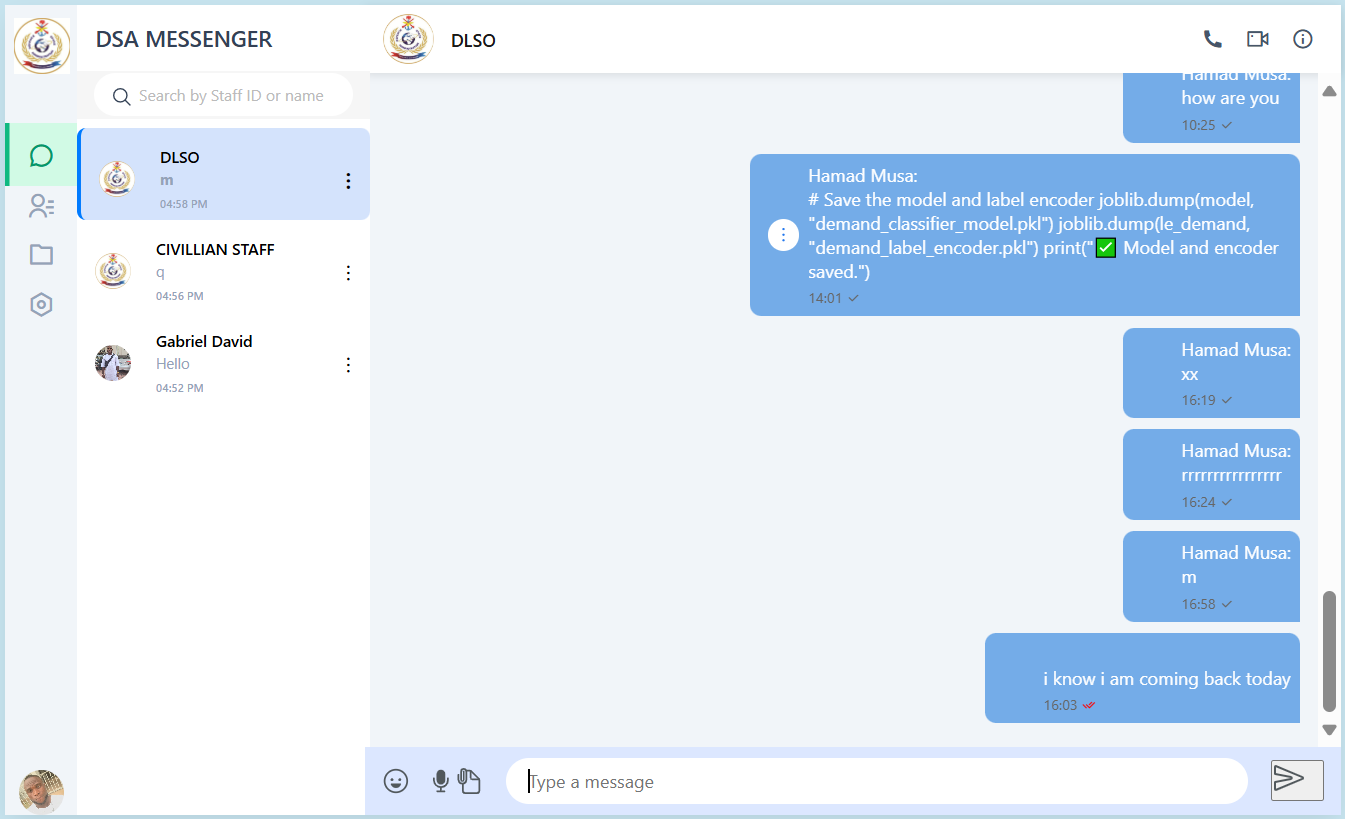 DSA MESSENGER
Search by Staff ID or name
DLSO
m
04:58 PM
CIVILLIAN STAFF
q
04:56 PM
Gabriel David
Hello
04:52 PM
DLSO
Hamad Musa:
how are you
10:25
Hamad Musa:
# Save the model and label encoder joblib.dump(model,
"demand_classifier_model.pkl") joblib.dump(le_demand,
"demand_label_encoder.pkl") print("✅ Model and encoder
saved.")
14:01
Hamad Musa:
xx
16:19
Hamad Musa:
rrrrrrrrrrrrrrrr
16:24
Hamad Musa:
m
16:58
i know i am coming back today
16:03
Type a message